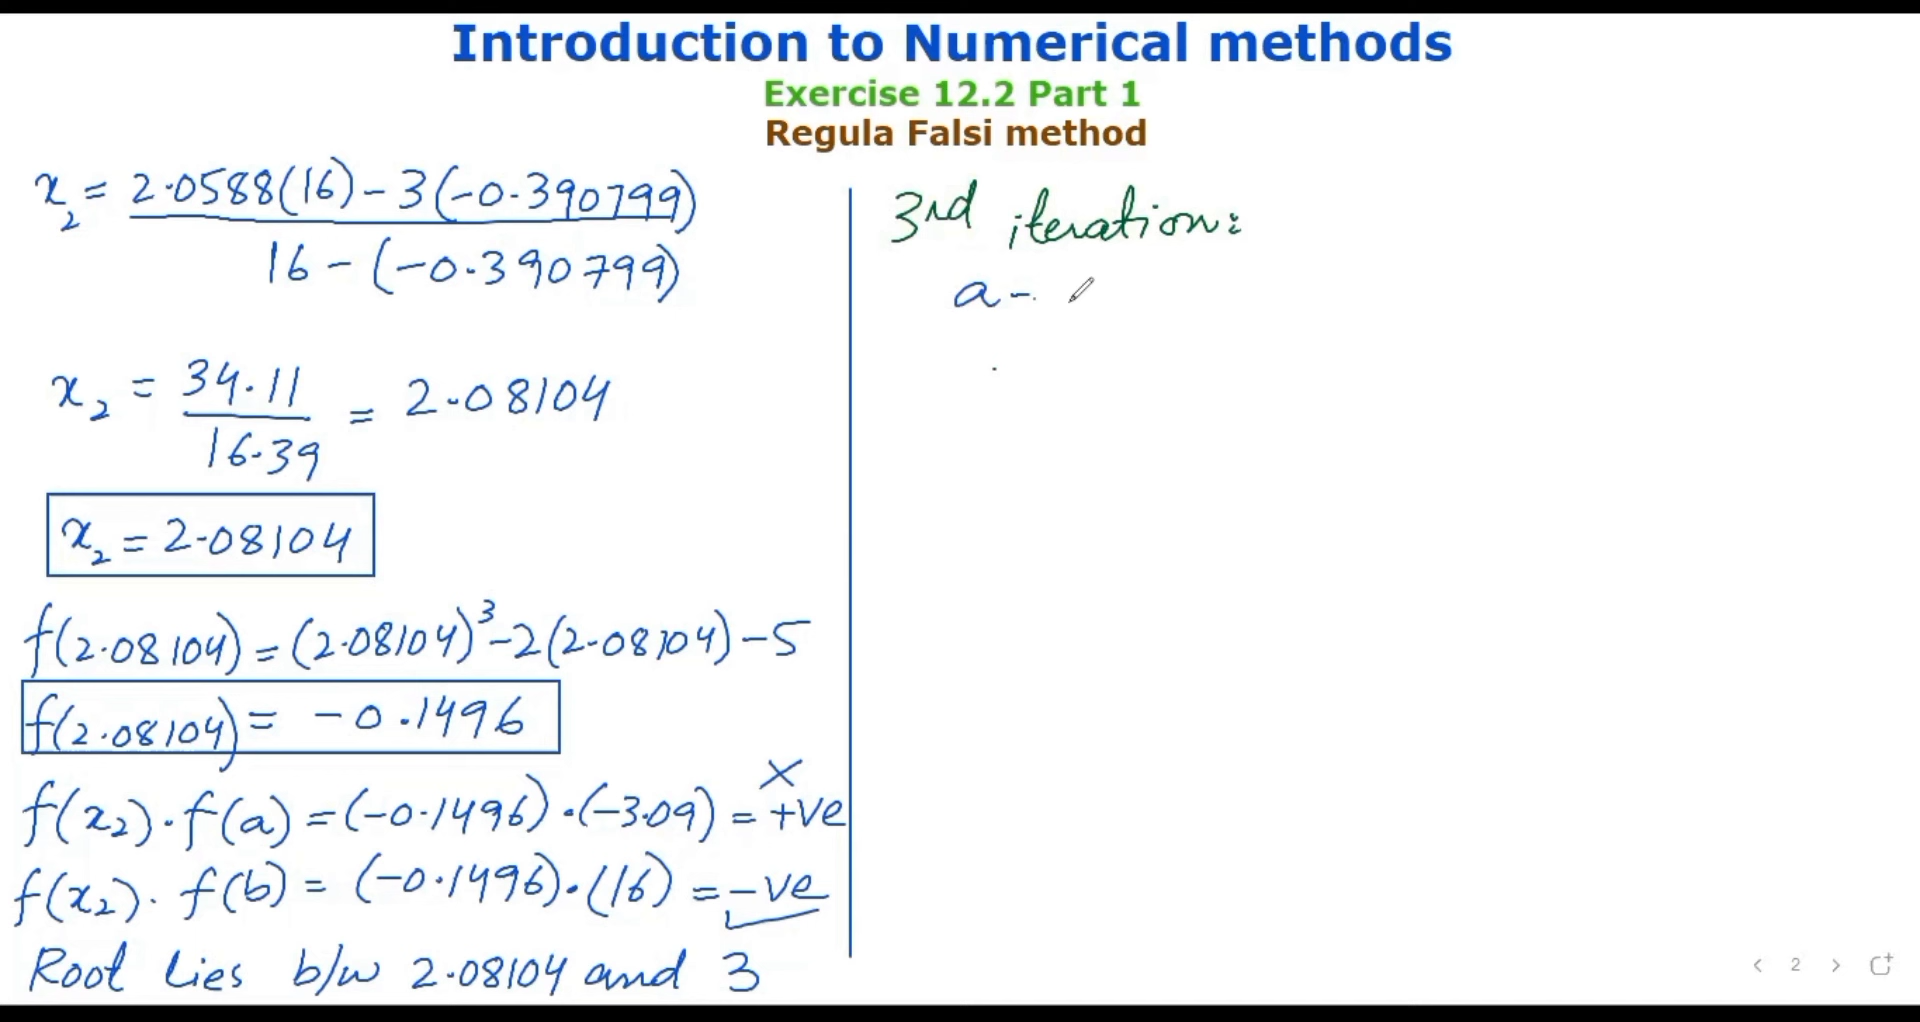 Introduction to Numerical methods
Exercise 12.2 Part 1
Regula Falsi method
x₂ = 2.0588(16) - 3(-0.390799)
16 - (-0.390799)
x₂ = 34.11 / 16.39 = 2.08104
x₂ = 2.08104
f(2.08104) = (2.08104)³ - 2(2.08104) - 5
f(2.08104) = -0.1496
f(x₂).f(a) = (-0.1496).(-3.09) = +ve
×
f(x₂).f(b) = (-0.1496).(16) = -ve
Root lies b/w 2.08104 and 3
3rd iteration:
a -
< 2 >